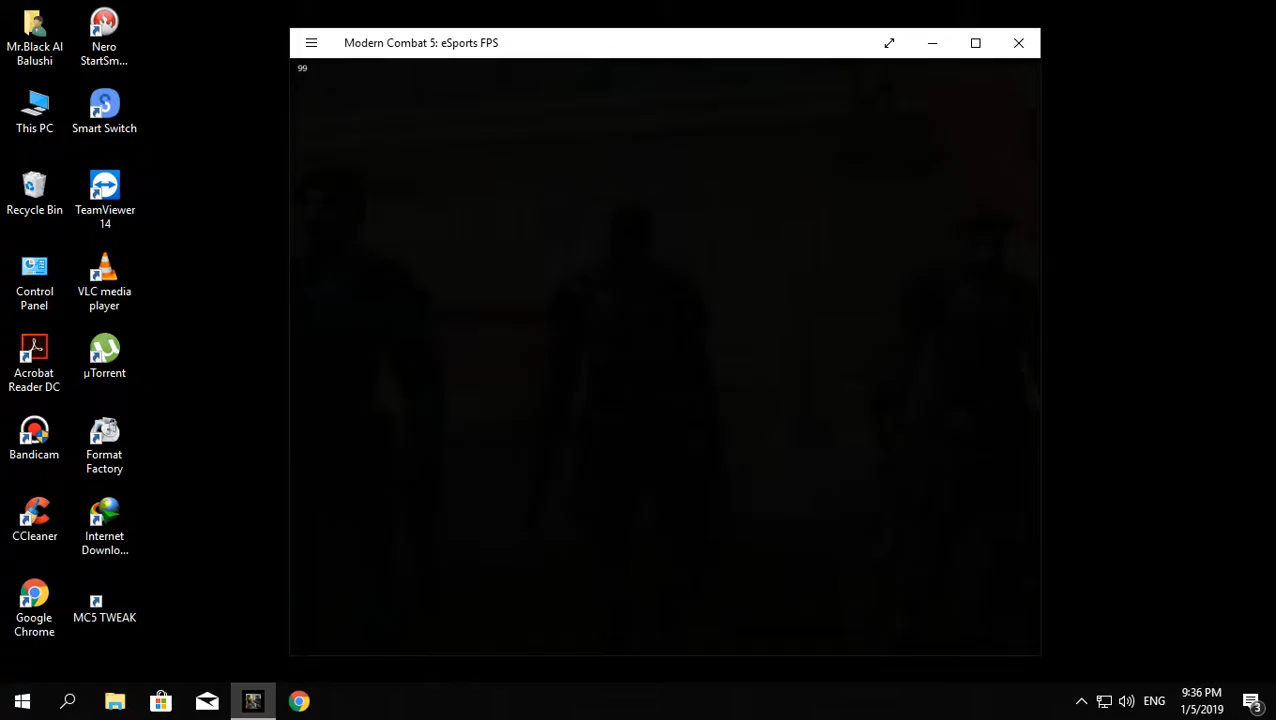 Mr.Black Al
Balushi
Nero
StartSm...
This PC
Smart Switch
Recycle Bin
TeamViewer
14
Control
Panel
VLC media
player
Acrobat
Reader DC
µTorrent
Bandicam
Format
Factory
CCleaner
Internet
Downlo...
Google
Chrome
MC5 TWEAK
Modern Combat 5: eSports FPS
99
ENG
9:36 PM
1/5/2019
3